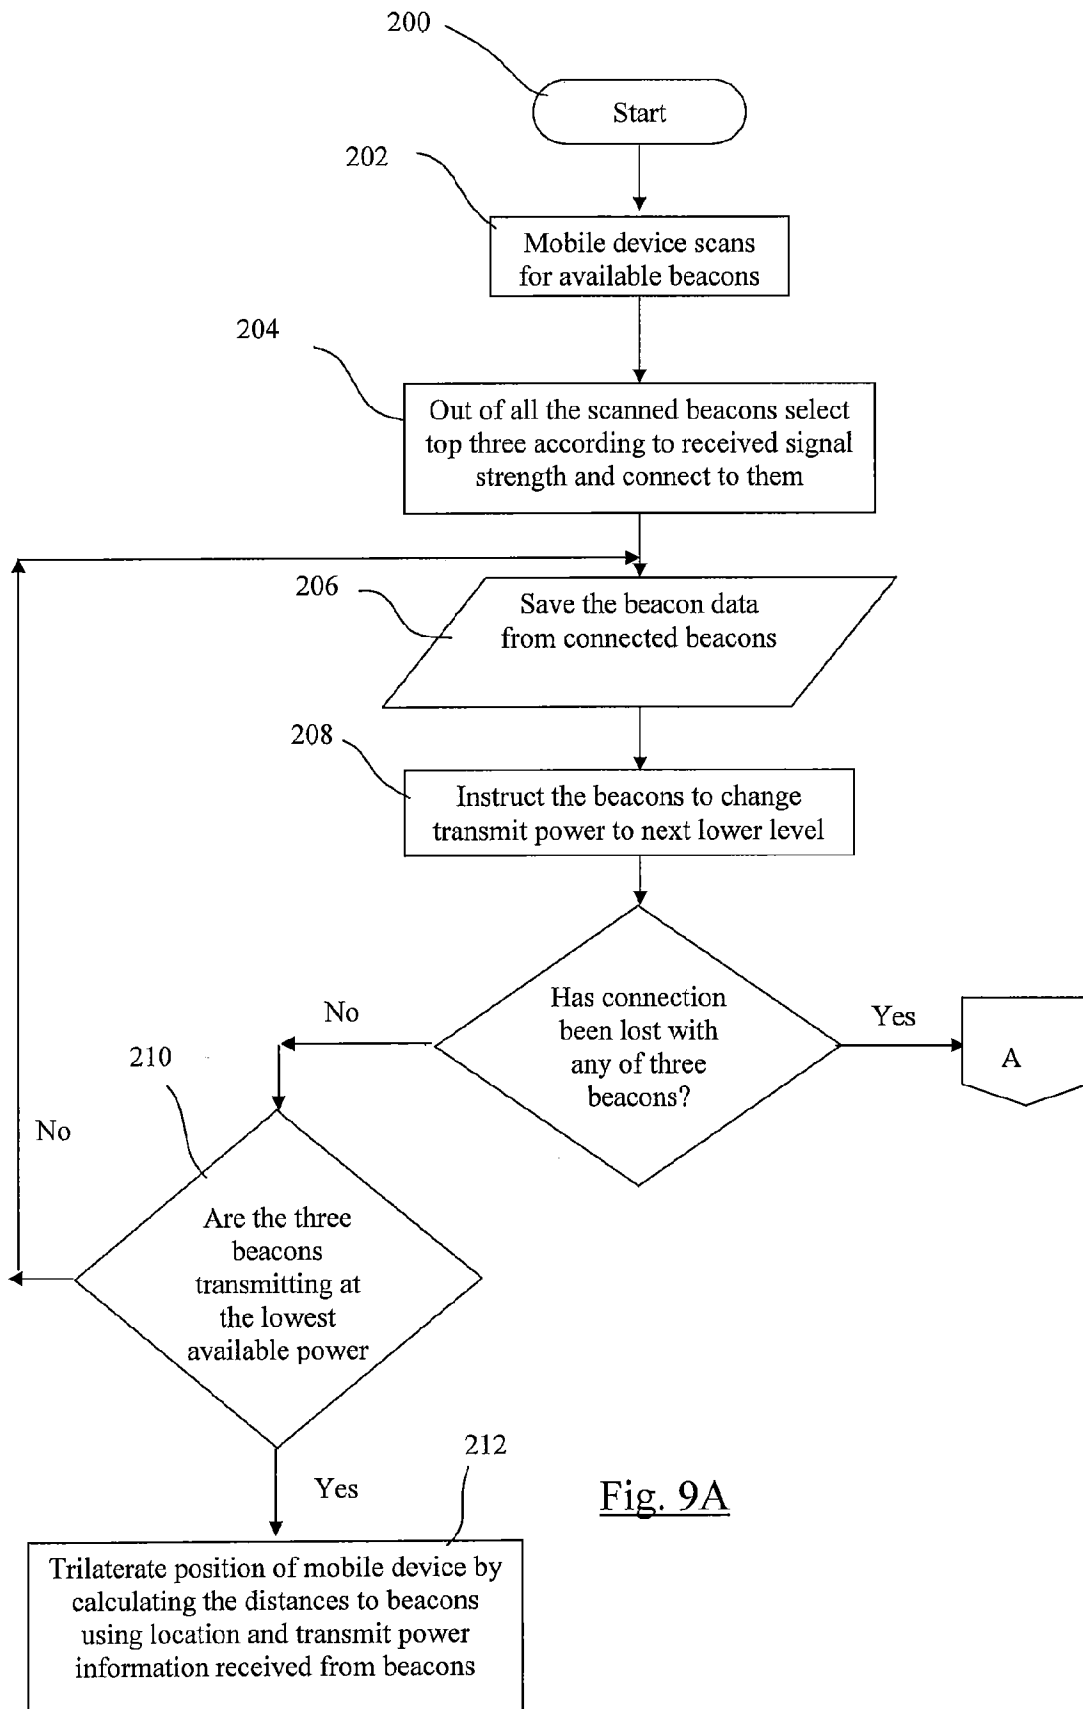 200
Start
202
Mobile device scans
for available beacons
204
Out of all the scanned beacons select
top three according to received signal
strength and connect to them
206
Save the beacon data
from connected beacons
208
Instruct the beacons to change
transmit power to next lower level
Has connection
been lost with
any of three
beacons?
No
Yes
A
210
No
Are the three
beacons
transmitting at
the lowest
available power
Yes
212
Trilaterate position of mobile device by
calculating the distances to beacons
using location and transmit power
information received from beacons
Fig. 9A